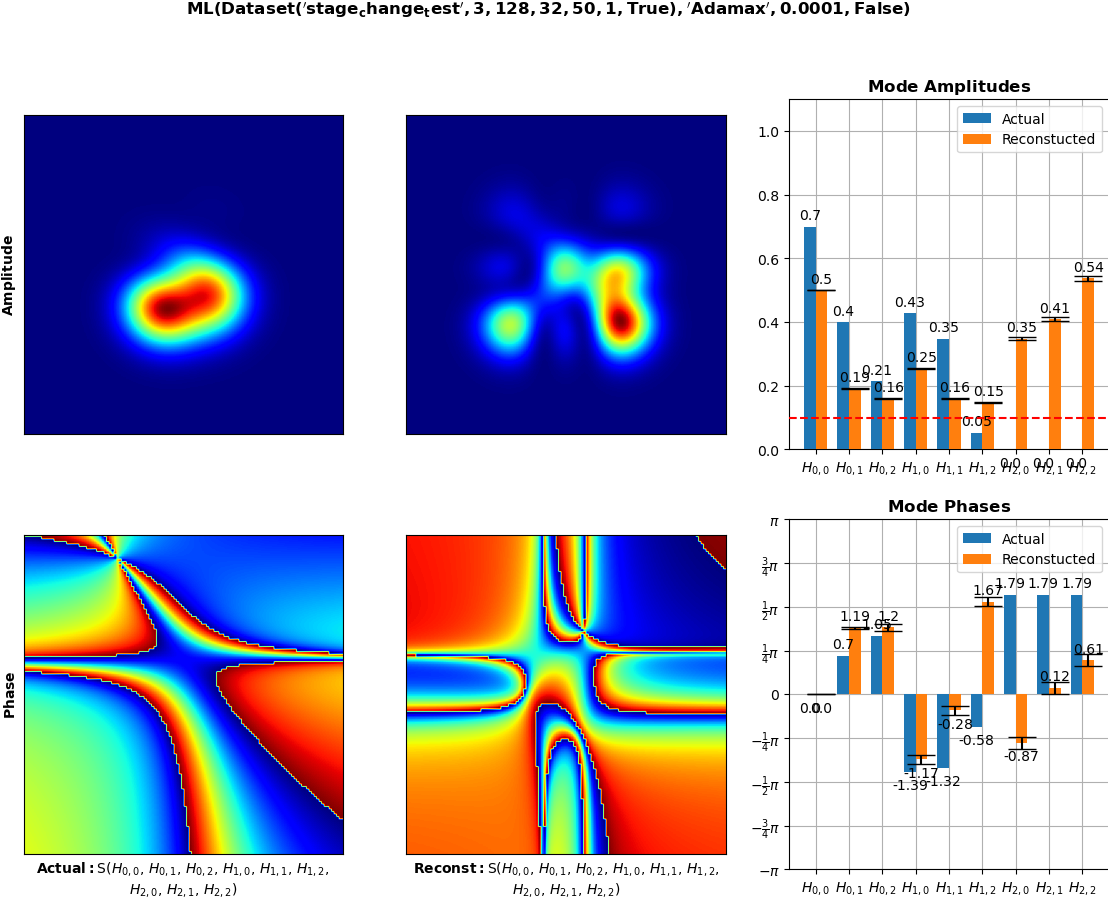 ML(Dataset('stage_change_test', 3, 128, 32, 50, 1, True), 'Adamax', 0.0001, False)
Amplitude
Mode Amplitudes
Actual
Reconstucted
1.0
0.8
0.6
0.4
0.2
0.0
0.7
0.5
0.4
0.19
0.21
0.16
0.43
0.25
0.35
0.16
0.05
0.15
0.0
0.35
0.0
0.41
0.0
0.54
H0,0 H0,1 H0,2 H1,0 H1,1 H1,2 H2,0 H2,1 H2,2
Phase
Mode Phases
Actual
Reconstucted
π
3/4π
1/2π
1/4π
0
−1/4π
−1/2π
−3/4π
−π
0.0
0.0
0.7
1.19
1.05
1.2
-1.39
-1.17
-1.32
-0.28
-0.58
1.67
1.79
-0.87
1.79
0.12
1.79
0.61
H0,0 H0,1 H0,2 H1,0 H1,1 H1,2 H2,0 H2,1 H2,2
Actual: S(H0,0, H0,1, H0,2, H1,0, H1,1, H1,2,
H2,0, H2,1, H2,2)
Reconst: S(H0,0, H0,1, H0,2, H1,0, H1,1, H1,2,
H2,0, H2,1, H2,2)